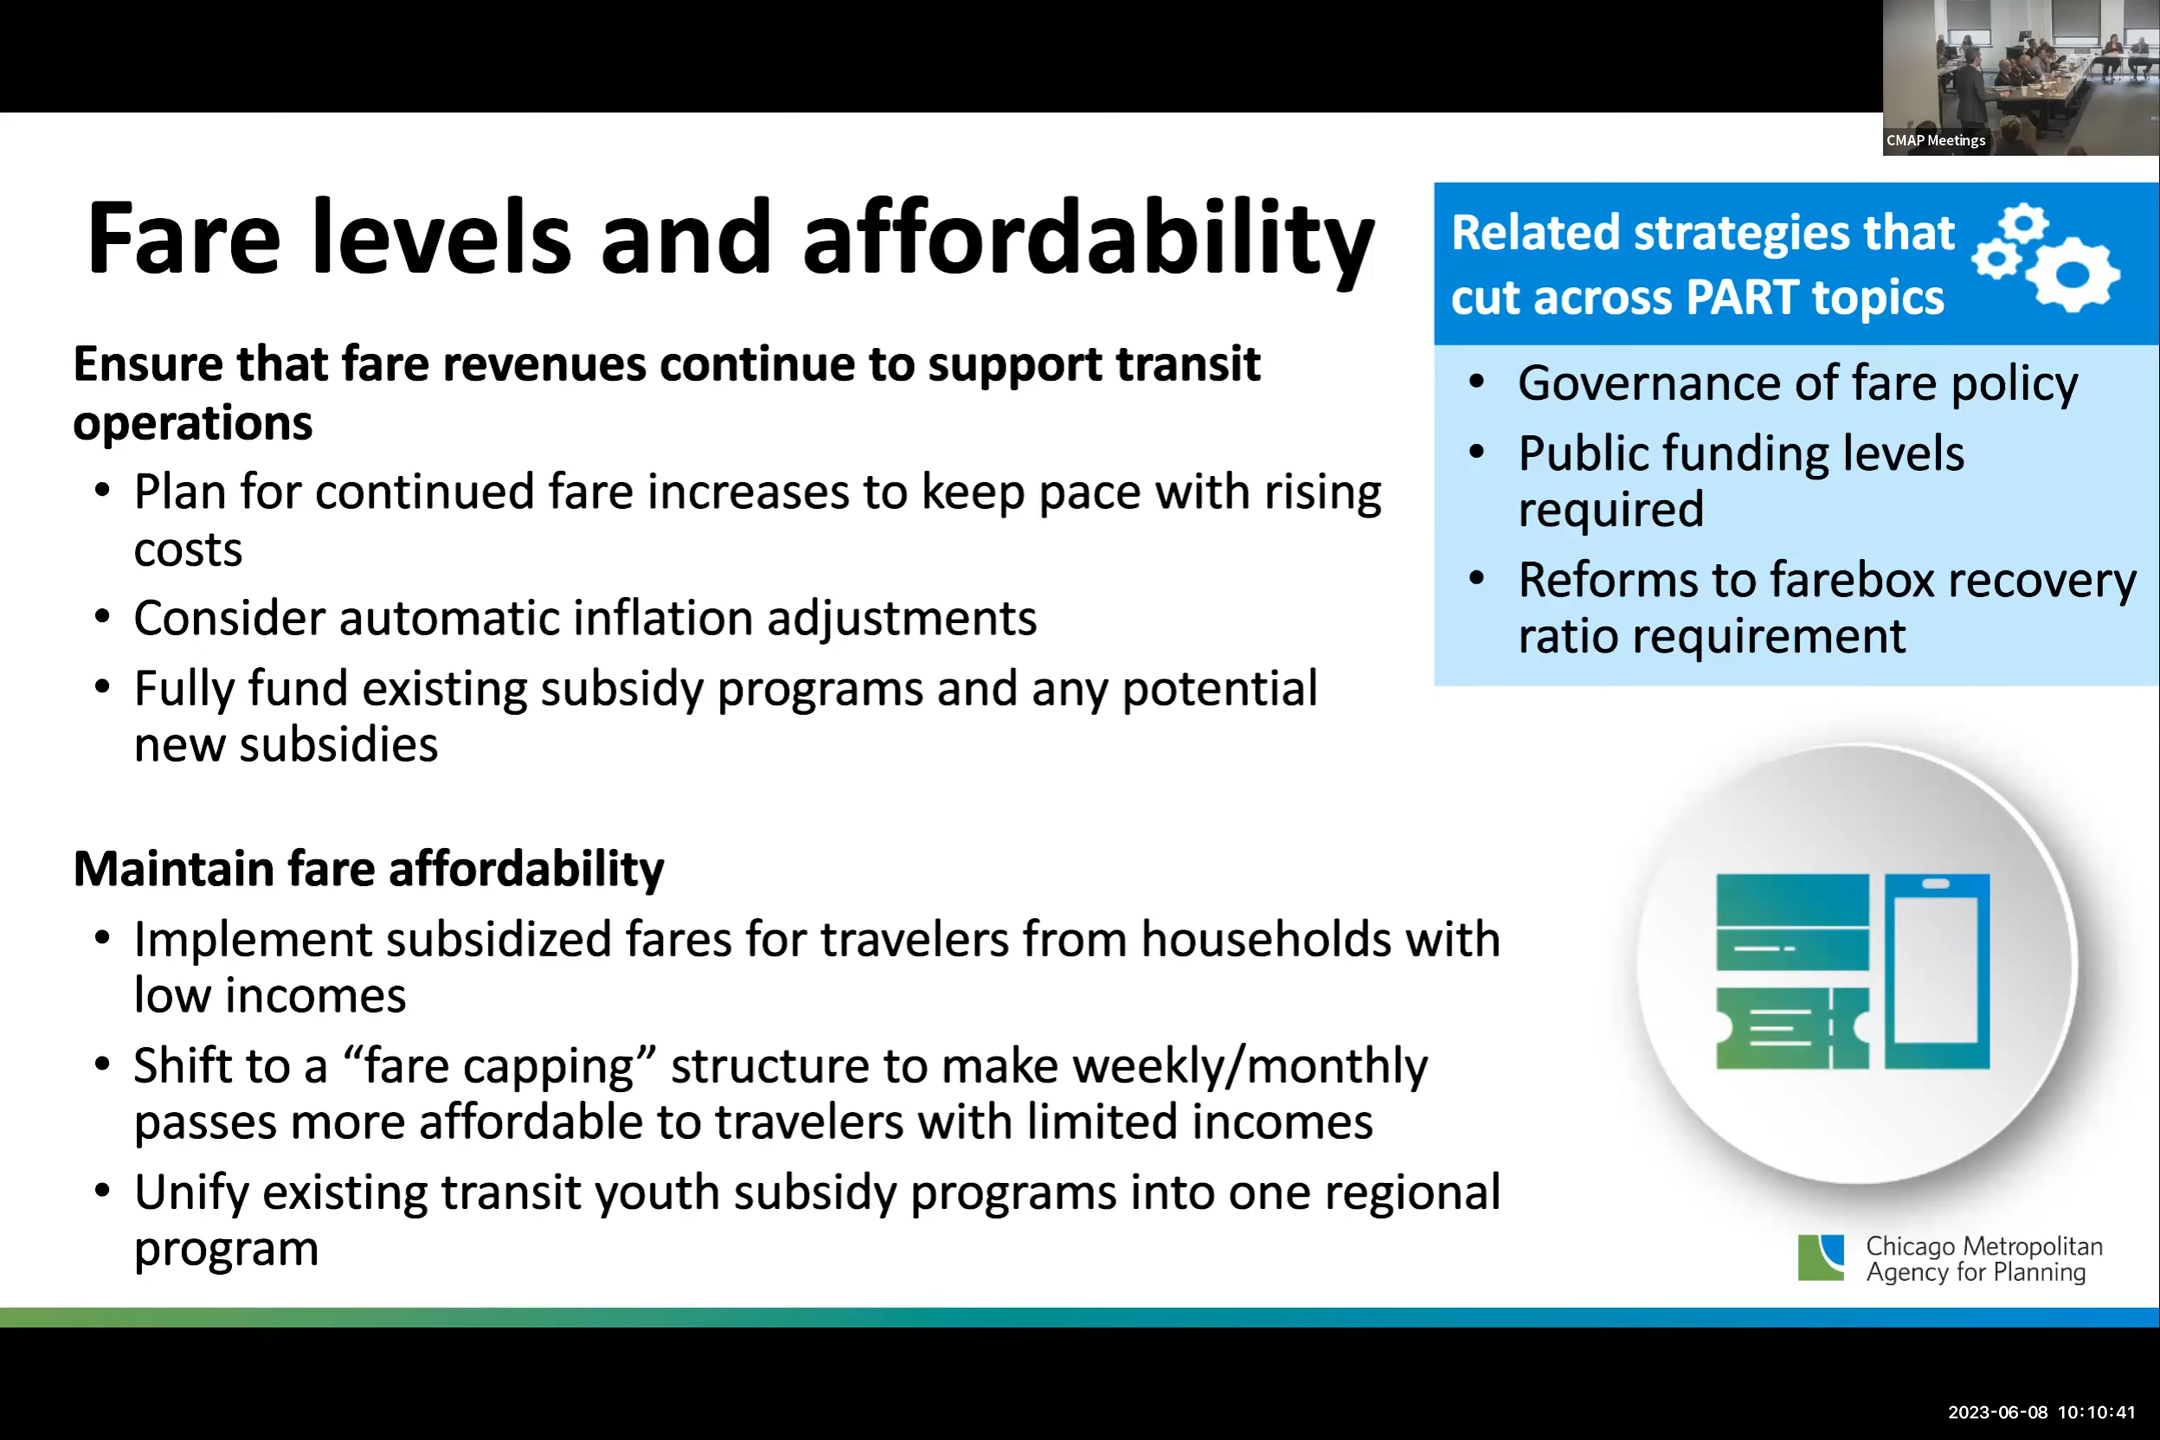 CMAP Meetings
Fare levels and affordability
Ensure that fare revenues continue to support transit
operations
• Plan for continued fare increases to keep pace with rising
costs
• Consider automatic inflation adjustments
• Fully fund existing subsidy programs and any potential
new subsidies
Maintain fare affordability
• Implement subsidized fares for travelers from households with
low incomes
• Shift to a “fare capping” structure to make weekly/monthly
passes more affordable to travelers with limited incomes
• Unify existing transit youth subsidy programs into one regional
program
Related strategies that
cut across PART topics
• Governance of fare policy
• Public funding levels
required
• Reforms to farebox recovery
ratio requirement
Chicago Metropolitan
Agency for Planning
2023-06-08 10:10:41